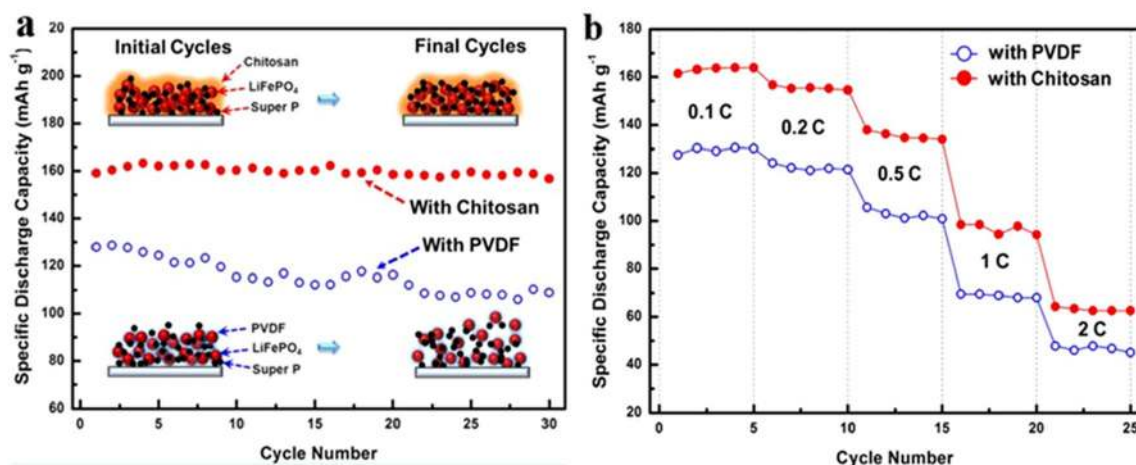 a
Specific Discharge Capacity (mAh g⁻¹)
20
180
160
140
120
100
80
60
0 5 10 15 20 25 30
Cycle Number
Initial Cycles
Final Cycles
Chitosan
LiFePO₄
Super P
With Chitosan
With PVDF
PVDF
LiFePO₄
Super P
b
Specific Discharge Capacity (mAh g⁻¹)
180
160
130
120
100
80
60
40
20
0 5 10 15 20 25
Cycle Number
with PVDF
with Chitosan
0.1 C
0.2 C
0.5 C
1 C
2 C